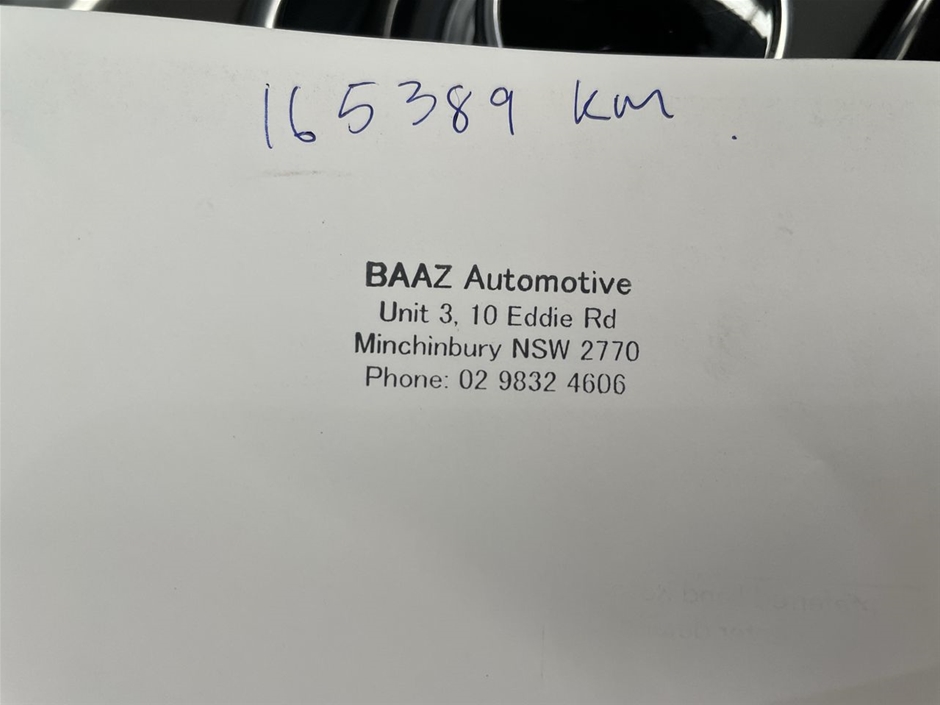 165389 km
BAAZ Automotive
Unit 3, 10 Eddie Rd
Minchinbury NSW 2770
Phone: 02 9832 4606